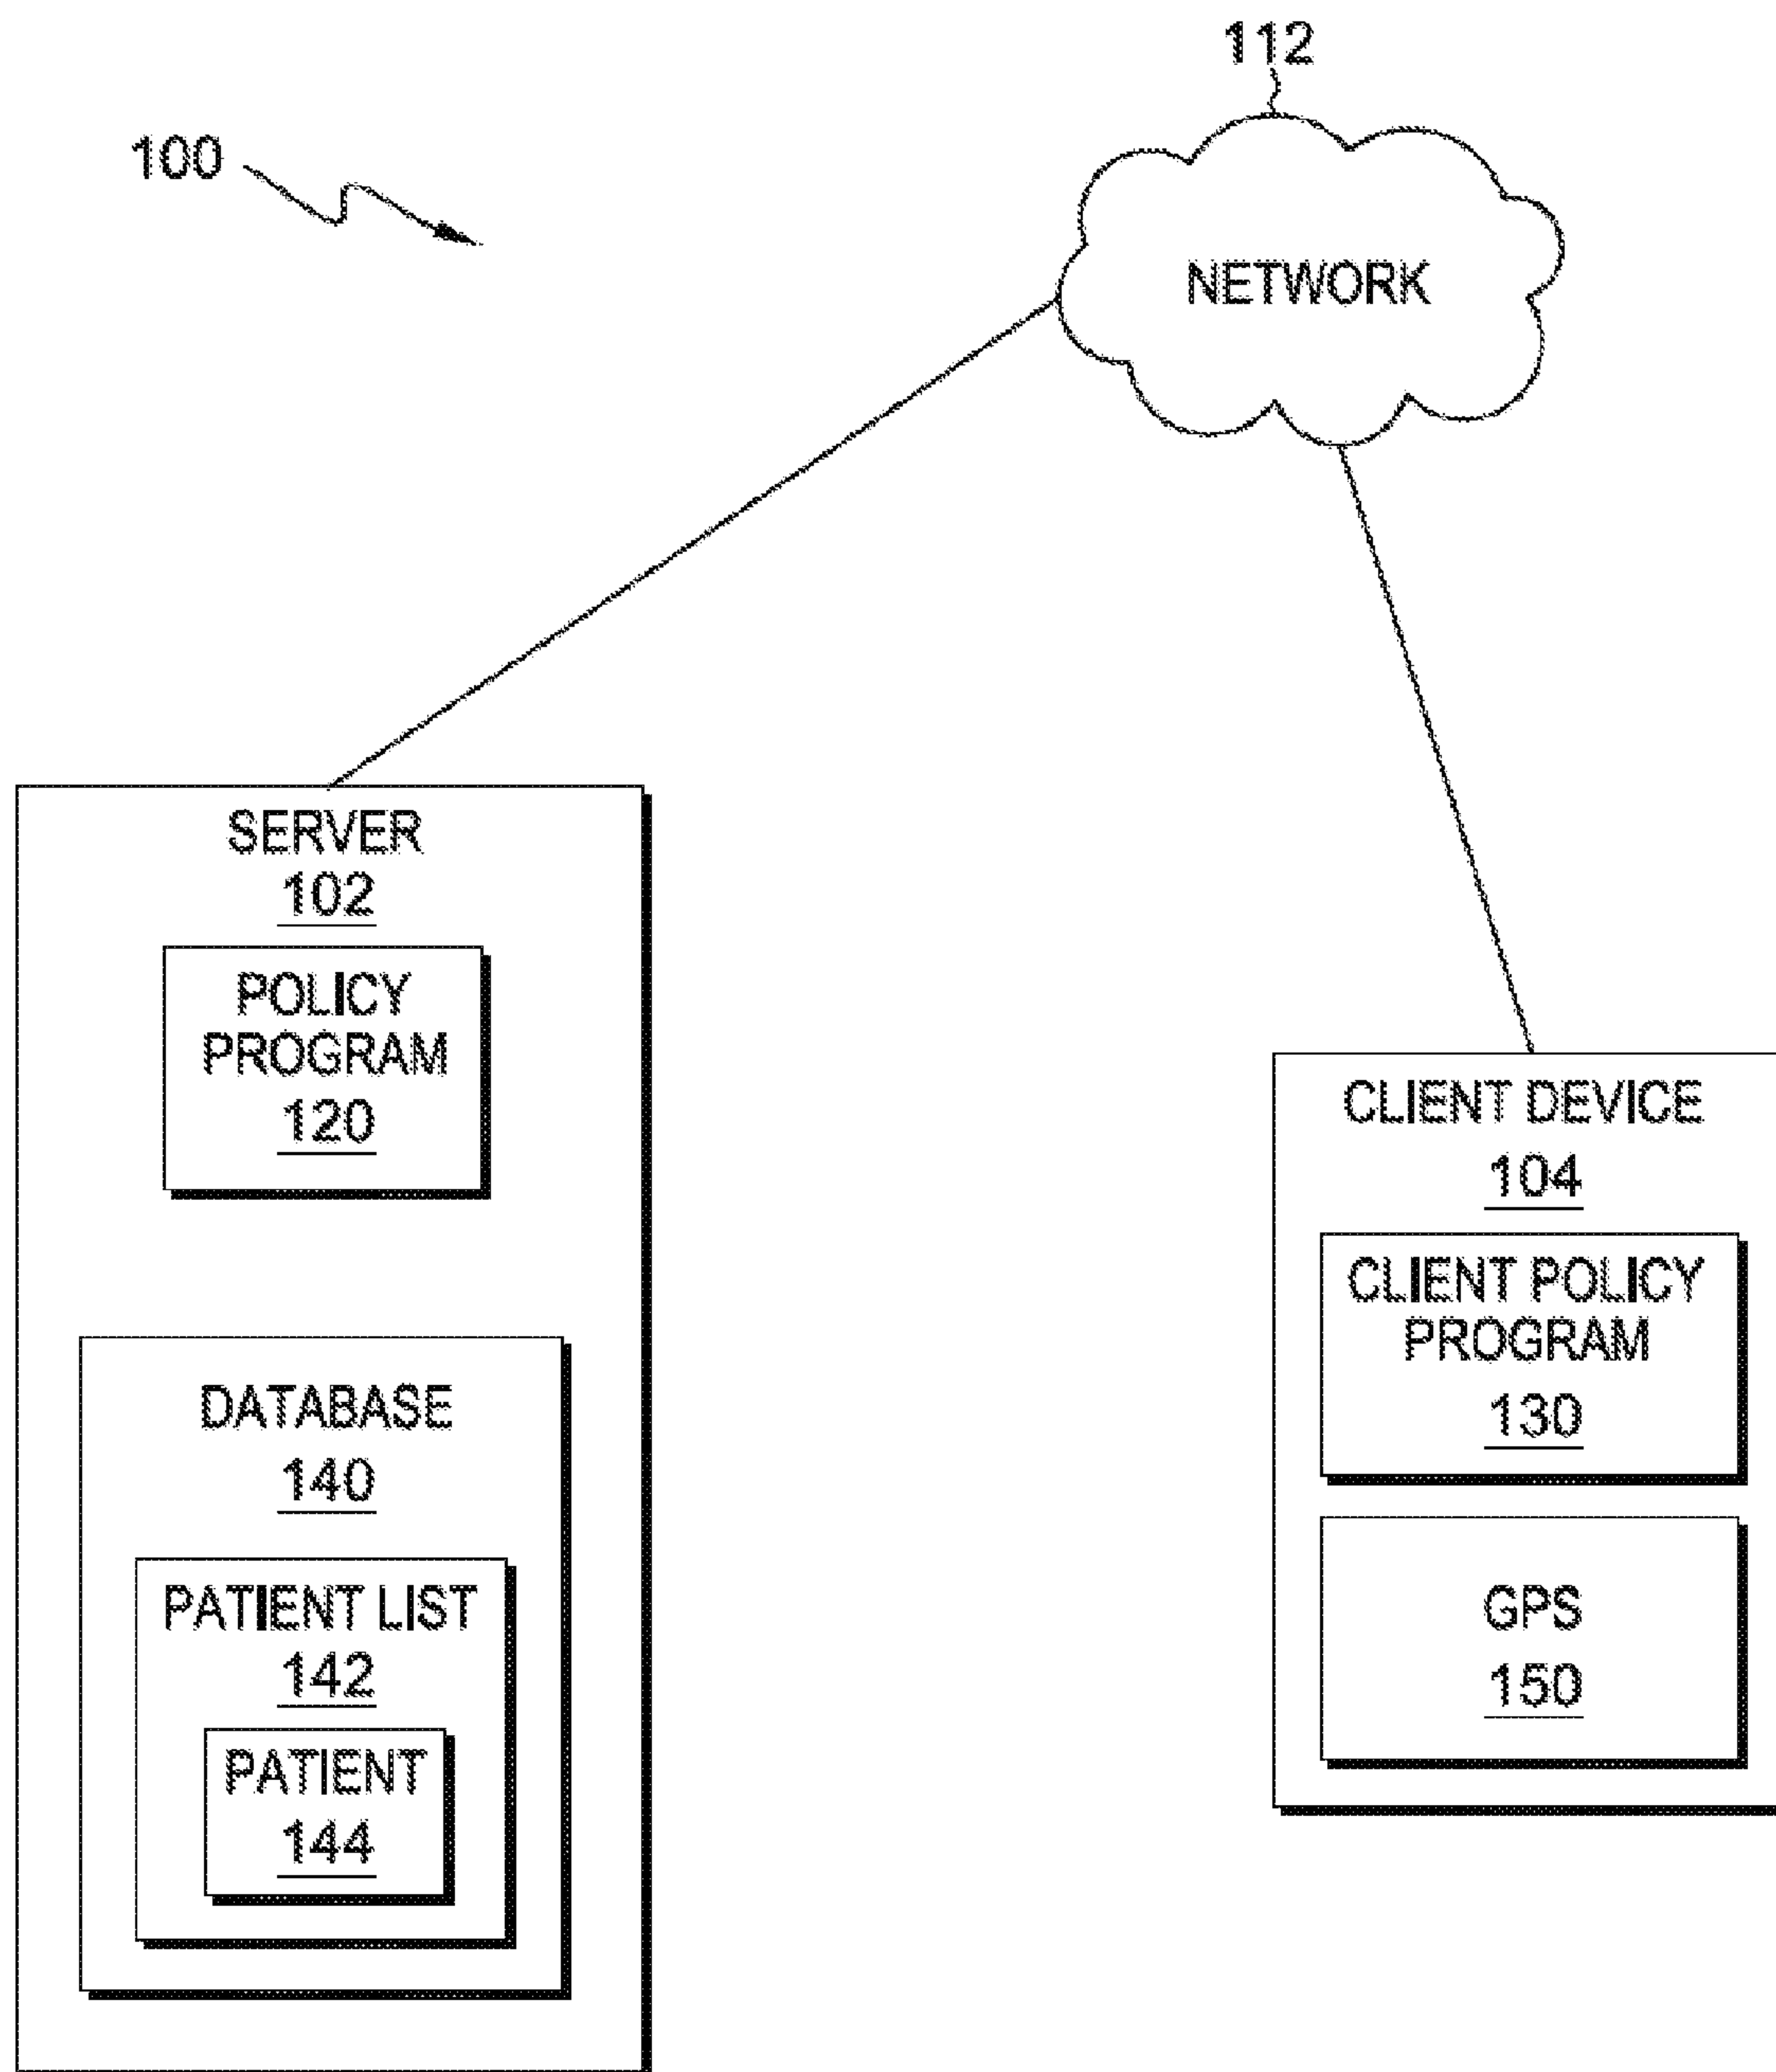 112
100
NETWORK
SERVER
102
POLICY
PROGRAM
120
DATABASE
140
PATIENT LIST
142
PATIENT
144
CLIENT DEVICE
104
CLIENT POLICY
PROGRAM
130
GPS
150